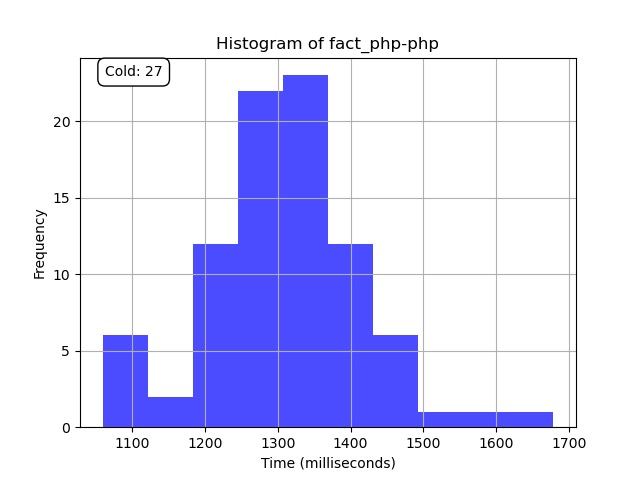 Histogram of fact_php-php
Cold: 27
Frequency
20
15
10
5
0
1100 1200 1300 1400 1500 1600 1700
Time (milliseconds)